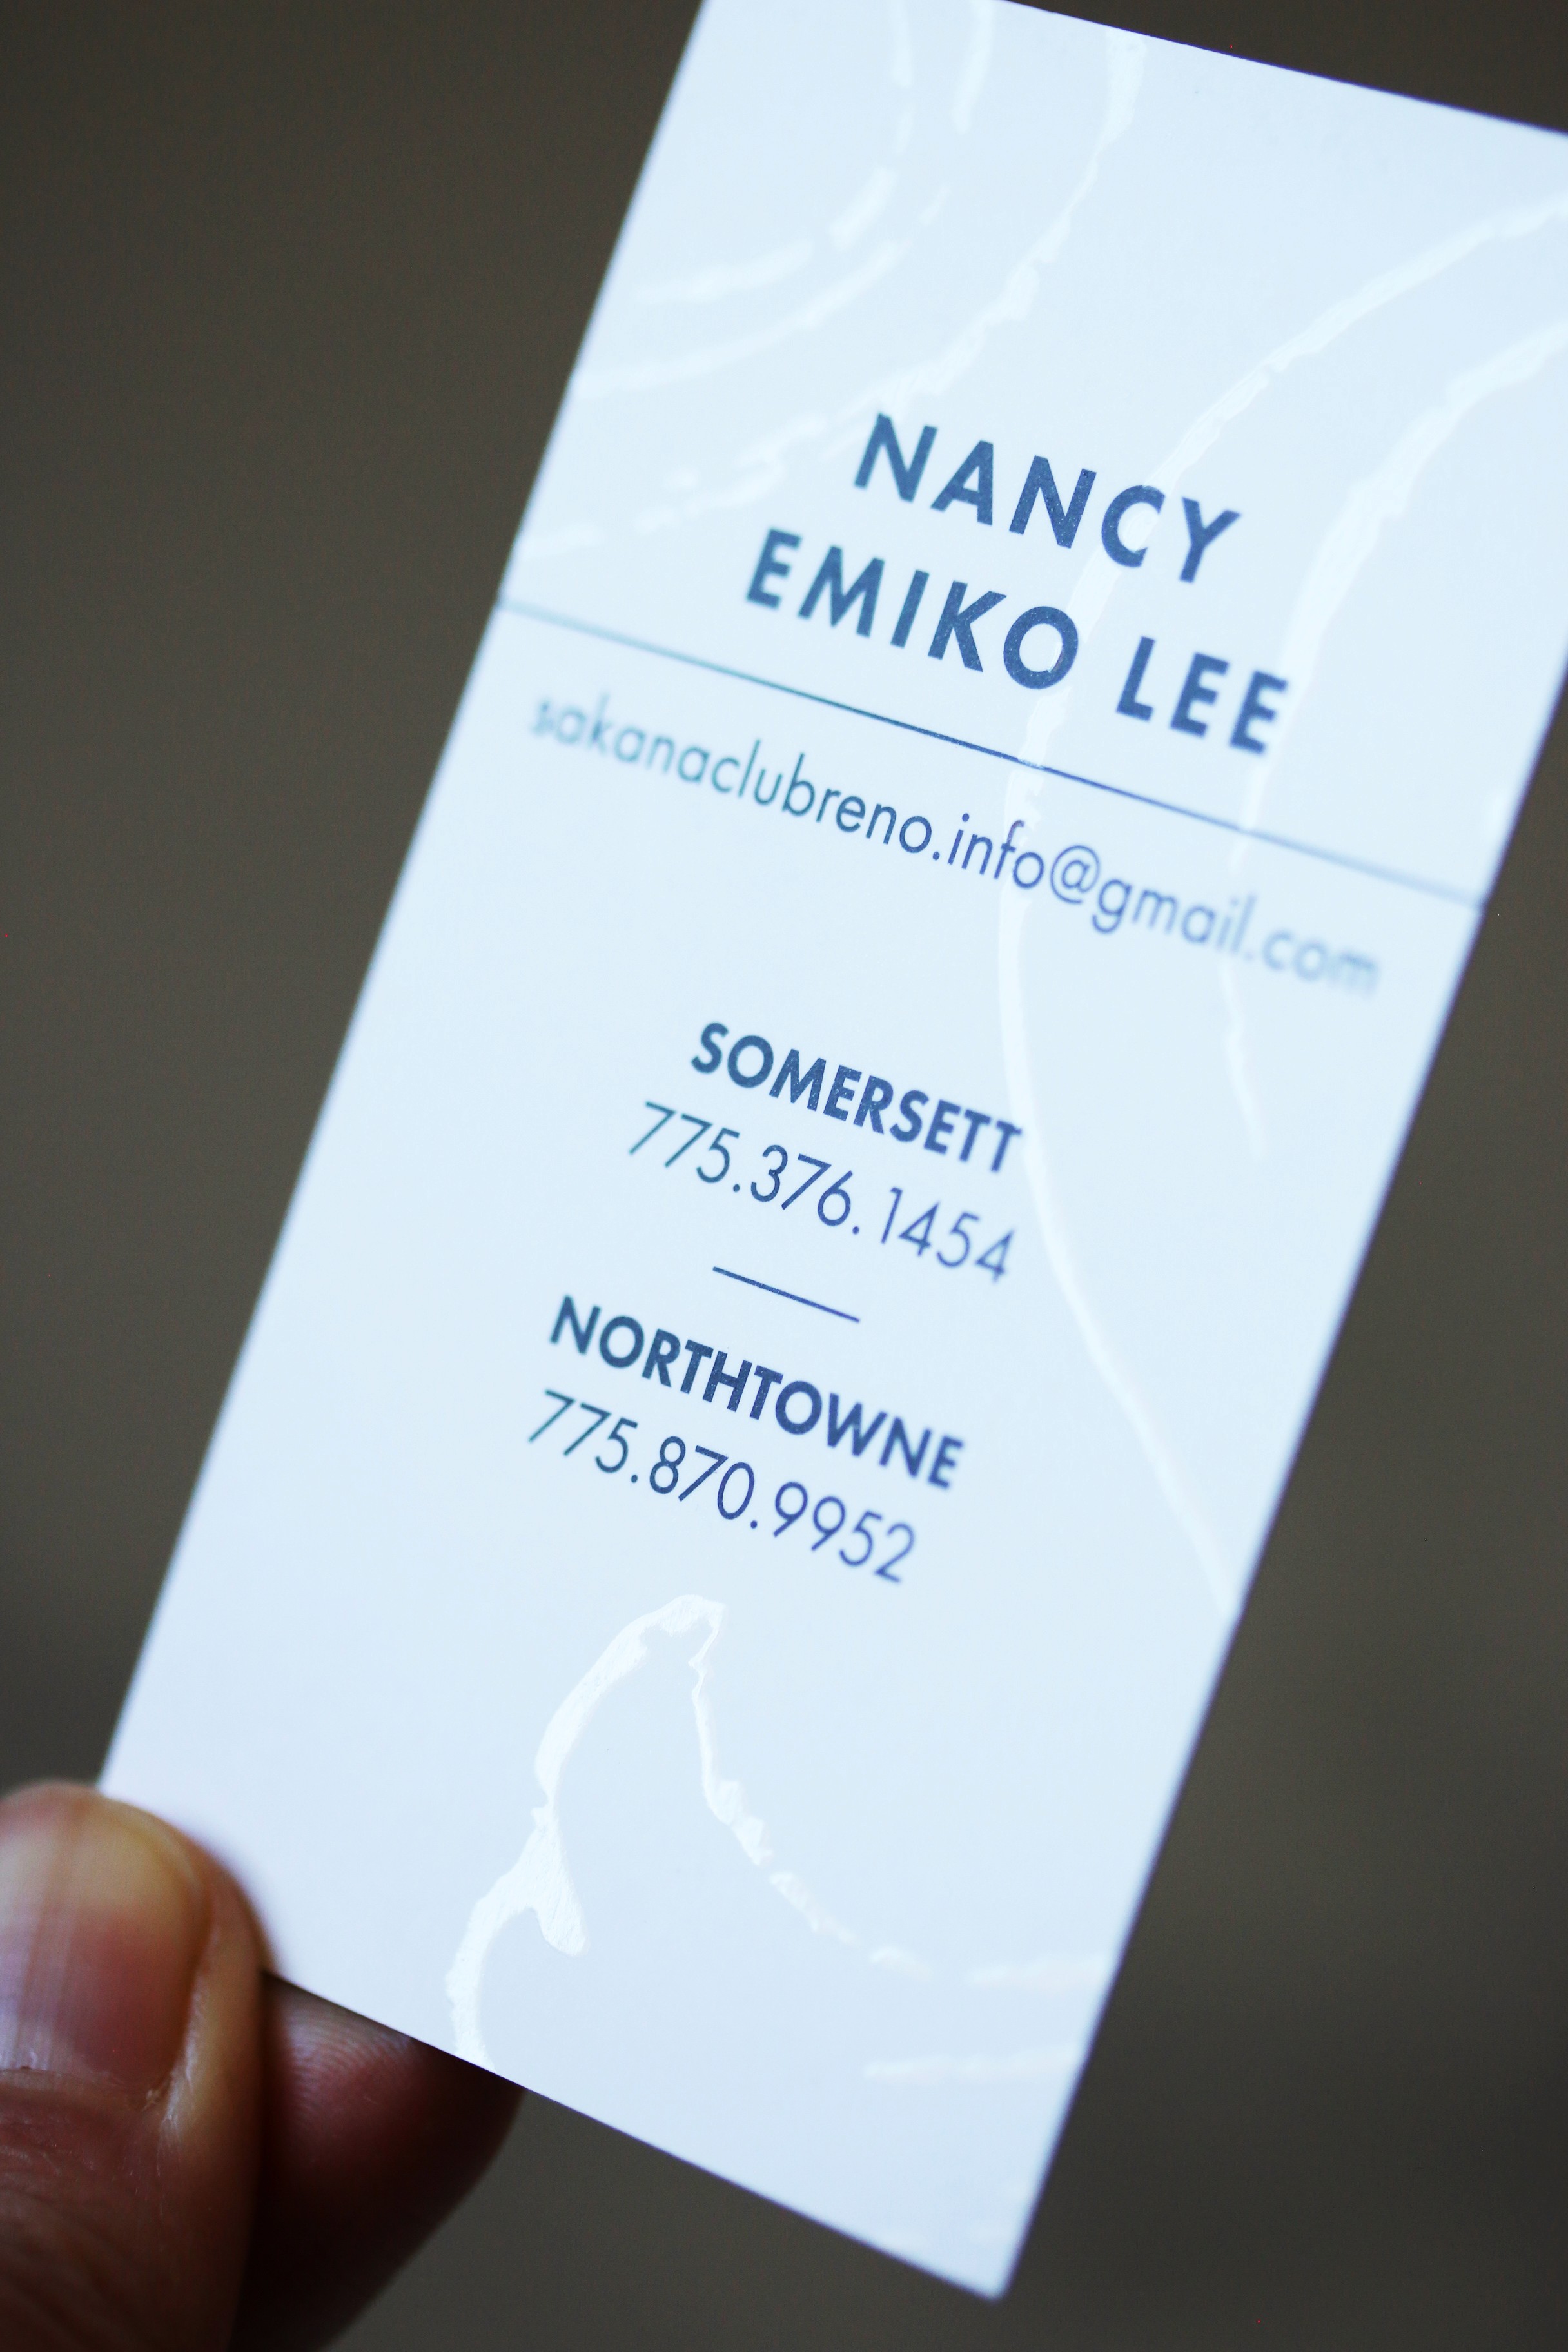 NANCY
EMIKO LEE
sakanaclubreno.info@gmail.com
SOMERSETT
775.376.1454
NORTHTOWNE
775.870.9952